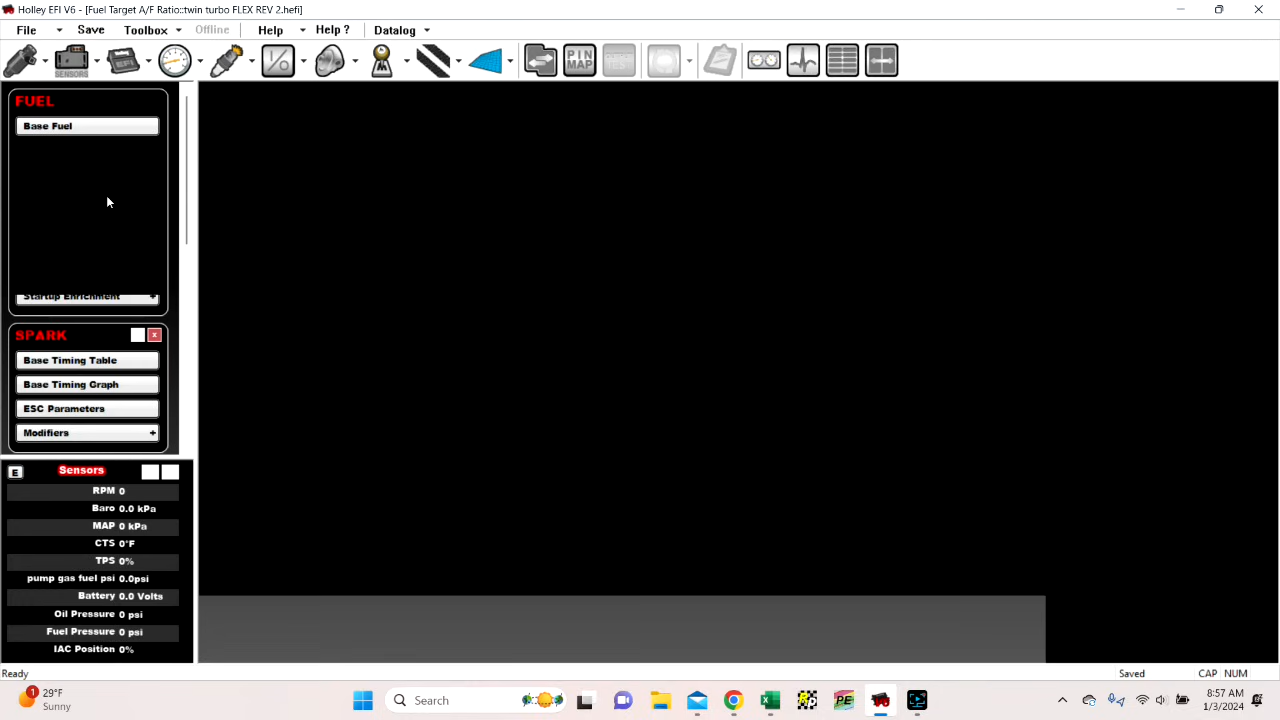 Holley EFI V6 - [Fuel Target A/F Ratio::twin turbo FLEX REV 2.hefi]
File Save Toolbox Offline Help Help ? Datalog
SENSORS EFI I/O PIN MAP
FUEL
Base Fuel
Startup Enrichment +
SPARK x
Base Timing Table
Base Timing Graph
ESC Parameters
Modifiers +
E Sensors
RPM 0
Baro 0.0 kPa
MAP 0 kPa
CTS 0°F
TPS 0%
pump gas fuel psi 0.0psi
Battery 0.0 Volts
Oil Pressure 0 psi
Fuel Pressure 0 psi
IAC Position 0%
Ready Saved CAP NUM
1 29°F
Sunny
Search
PE
8:57 AM
1/3/2024